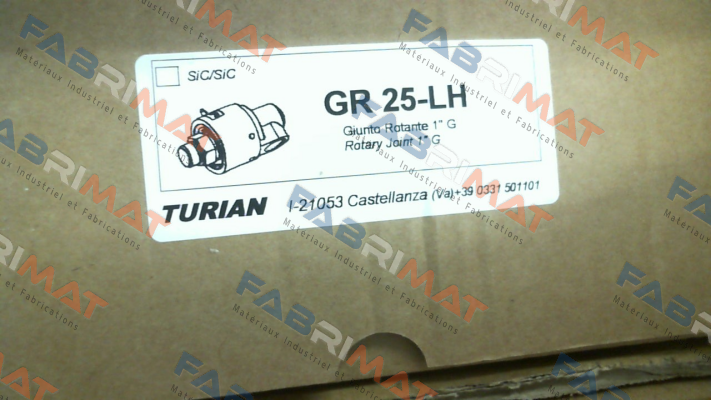 SiC/SiC
GR 25-LH
Giunto Rotante 1" G
Rotary Joint 1" G
TURIAN I-21053 Castellanza (Va)+39 0331 501101
FABRIMAT
Matériaux Industriel et Fabrications